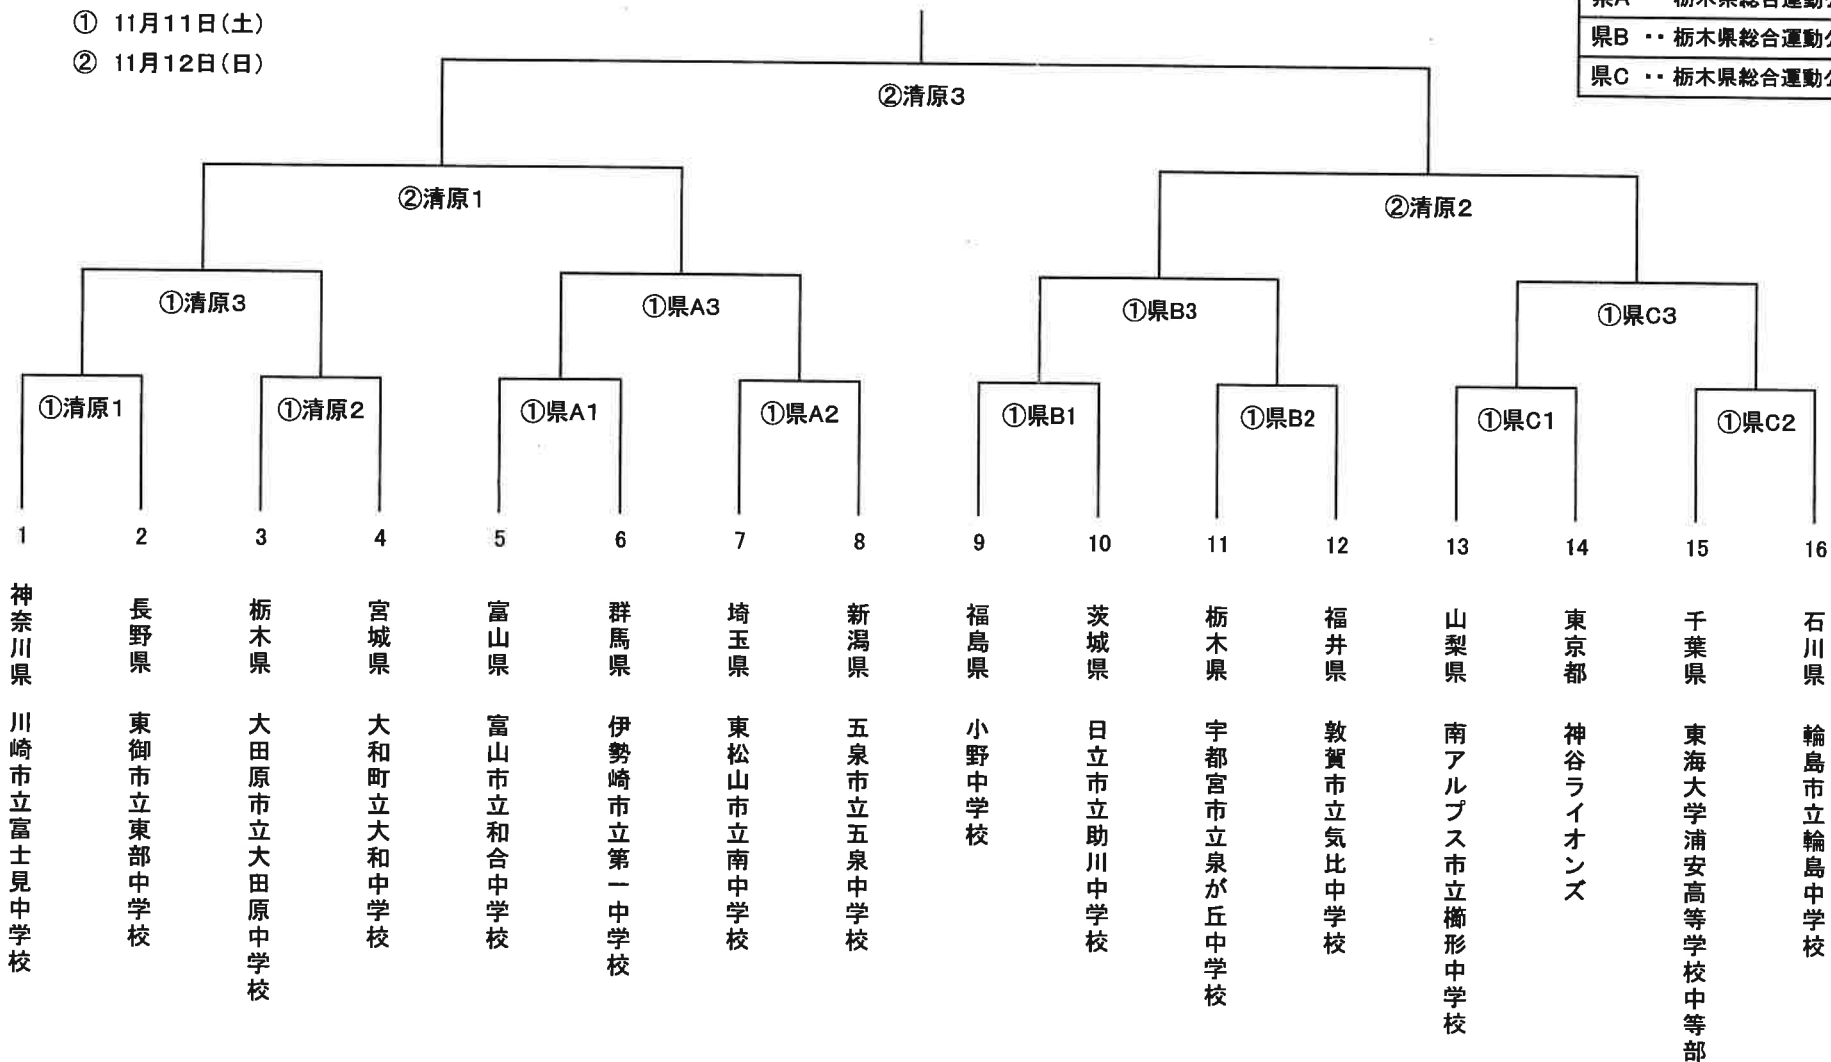 ① 11月11日(土)
② 11月12日(日)
県A ‥ 栃木県総合運動
県B ‥ 栃木県総合運動
県C ‥ 栃木県総合運動
②清原3
②清原1
②清原2
①清原3
①県A3
①県B3
①県C3
①清原1
①清原2
①県A1
①県A2
①県B1
①県B2
①県C1
①県C2
1
2
3
4
5
6
7
8
9
10
11
12
13
14
15
16
神奈川県 川崎市立富士見中学校
長野県 東御市立東部中学校
栃木県 大田原市立大田原中学校
宮城県 大和町立大和中学校
富山県 富山市立和合中学校
群馬県 伊勢崎市立第一中学校
埼玉県 東松山市立南中学校
新潟県 五泉市立五泉中学校
福島県 小野中学校
茨城県 日立市立助川中学校
栃木県 宇都宮市立泉が丘中学校
福井県 敦賀市立気比中学校
山梨県 南アルプス市立櫛形中学校
東京都 神谷ライオンズ
千葉県 東海大学浦安高等学校中等部
石川県 輪島市立輪島中学校